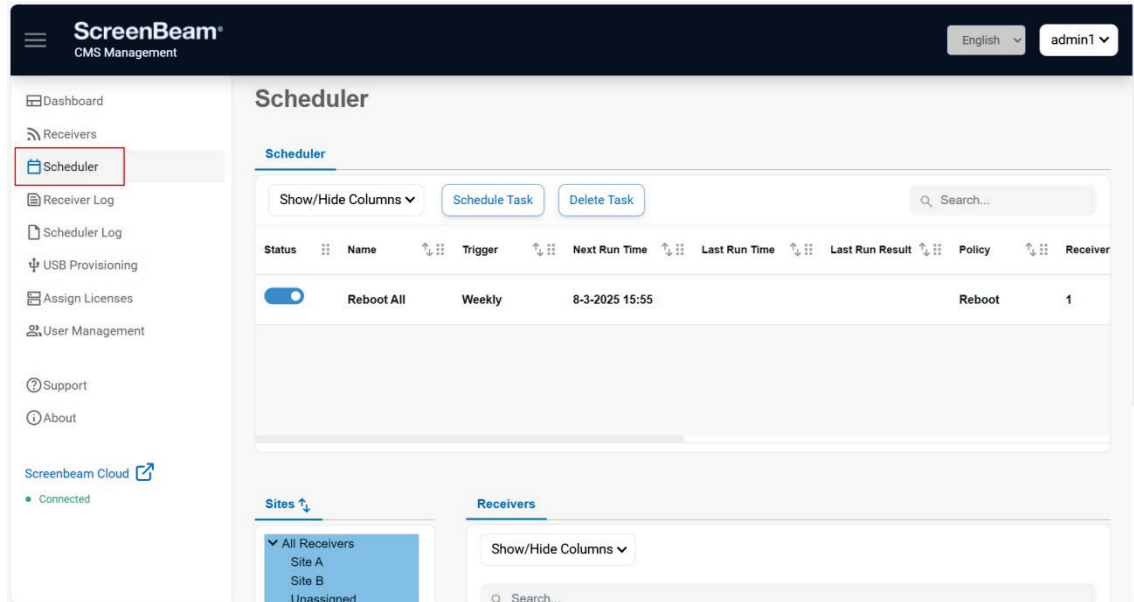 ScreenBeam®
CMS Management
English
admin1
Dashboard
Receivers
Scheduler
Receiver Log
Scheduler Log
USB Provisioning
Assign Licenses
User Management
Support
About
Screenbeam Cloud
Connected
Scheduler
Scheduler
Show/Hide Columns
Schedule Task
Delete Task
Search...
Status Name Trigger Next Run Time Last Run Time Last Run Result Policy Receiver
Reboot All Weekly 8-3-2025 15:55 Reboot 1
Sites
All Receivers
Site A
Site B
Unassigned
Receivers
Show/Hide Columns
Search...